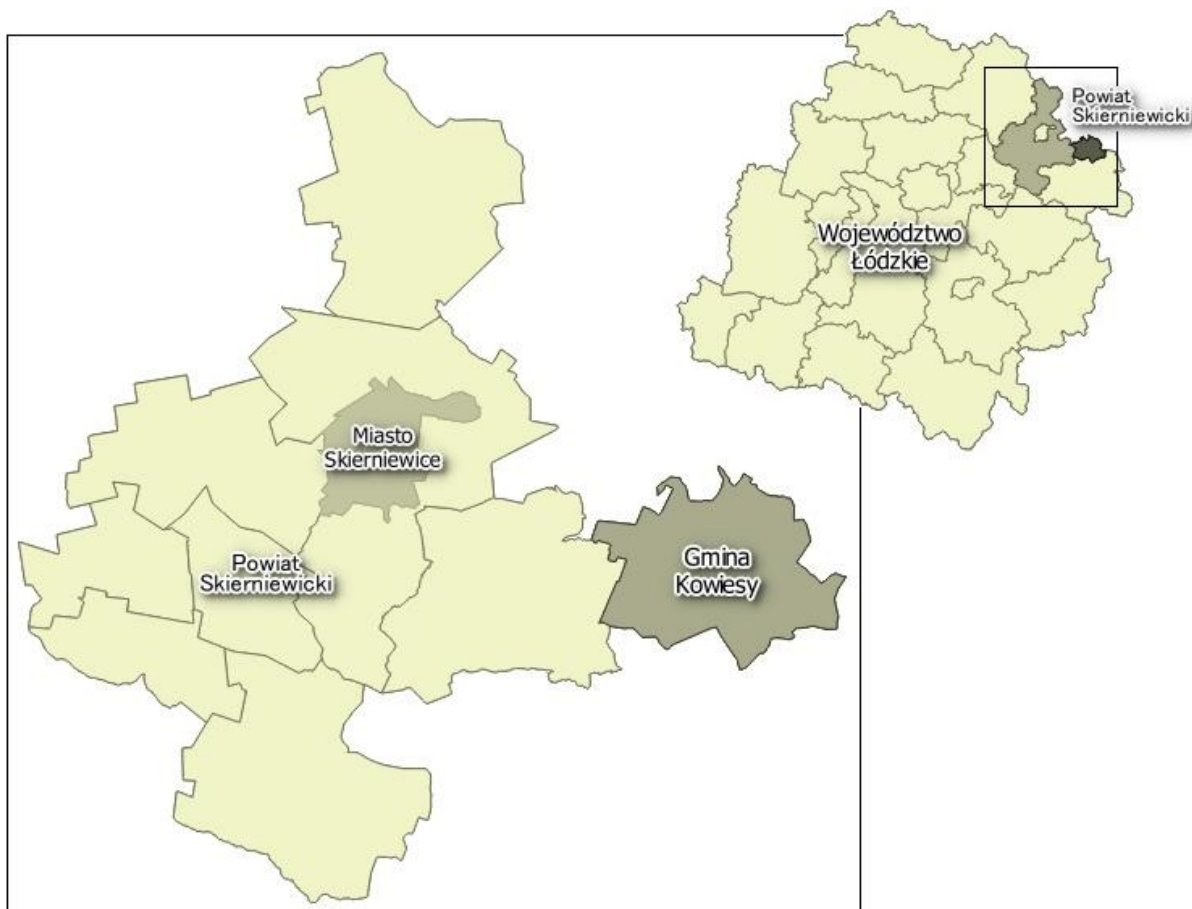 Powiat
Skierniewicki
Województwo
Łódzkie
Miasto
Skierniewice
Gmina
Kowiesy
Powiat
Skierniewicki